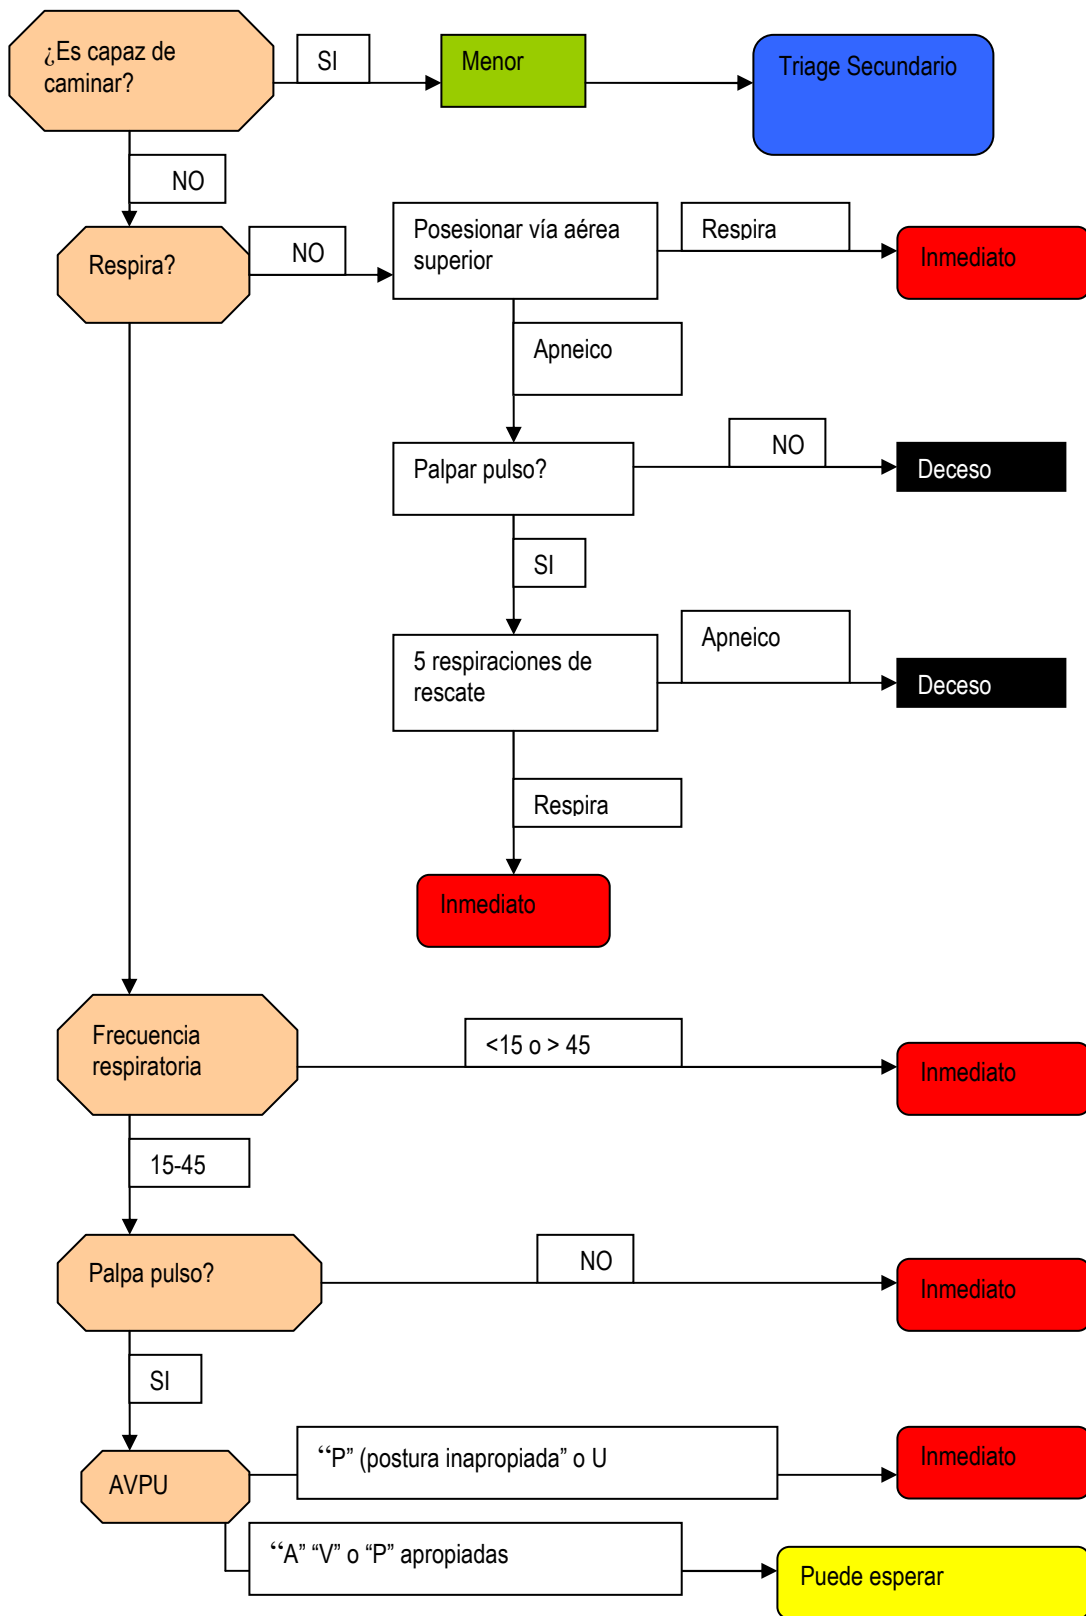 ¿Es capaz de
caminar?
SI
Menor
Triage Secundario
NO
Respira?
NO
Posesionar vía aérea
superior
Respira
Inmediato
Apneico
Palpar pulso?
NO
Deceso
SI
5 respiraciones de
rescate
Apneico
Deceso
Respira
Inmediato
Frecuencia
respiratoria
<15 o > 45
Inmediato
15-45
Palpa pulso?
NO
Inmediato
SI
AVPU
“P” (postura inapropiada” o U
Inmediato
“A” “V” o “P” apropiadas
Puede esperar